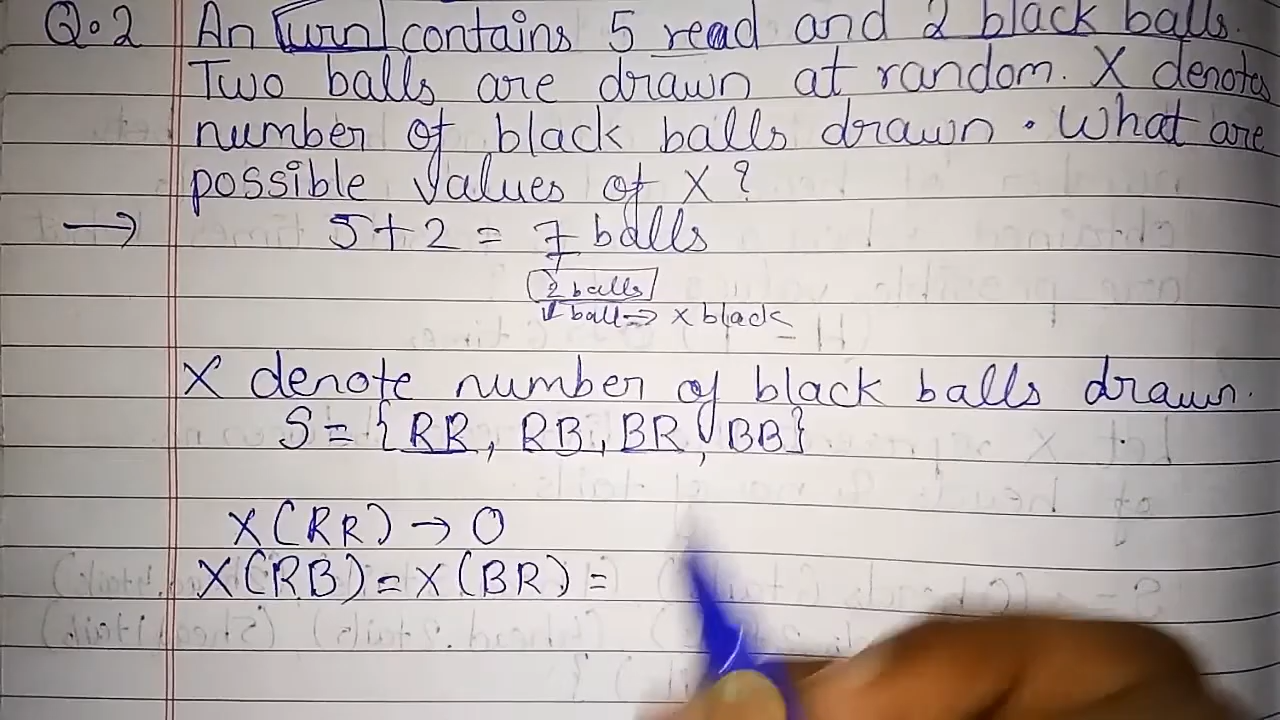 Q.2 An urn contains 5 read and 2 black balls.
Two balls are drawn at random. X denotes
number of black balls drawn. What are
possible values of X?
→ 5+2 = 7 balls
2 balls
1 ball => X black
X denote number of black balls drawn.
S = {RR, RB, BR, BB}
X(RR) → 0
X(RB) = X(BR) =